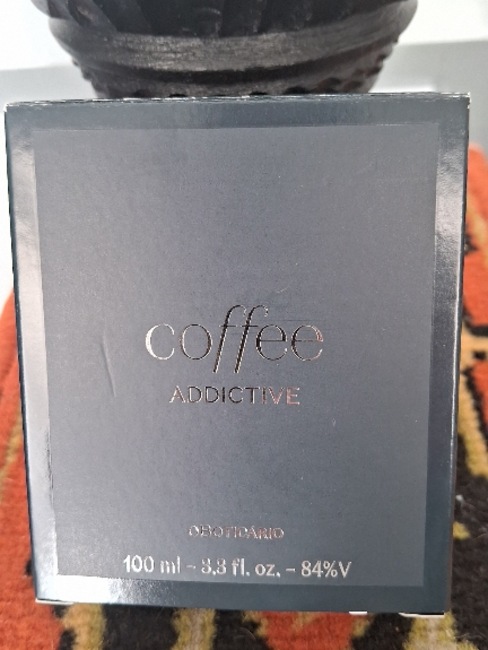 coffee
ADDICTIVE
OBOTICÁRIO
100 ml - 3,3 fl. oz. - 84%V